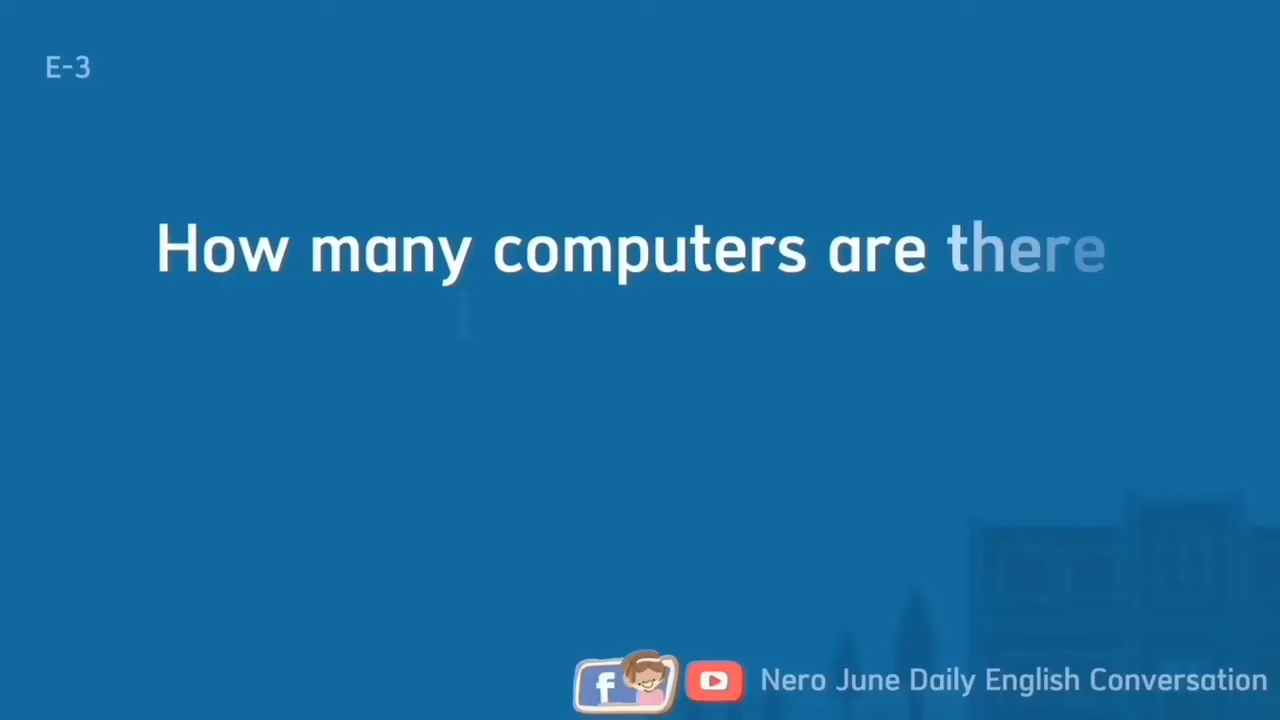 E-3
How many computers are there
i
Nero June Daily English Conversation